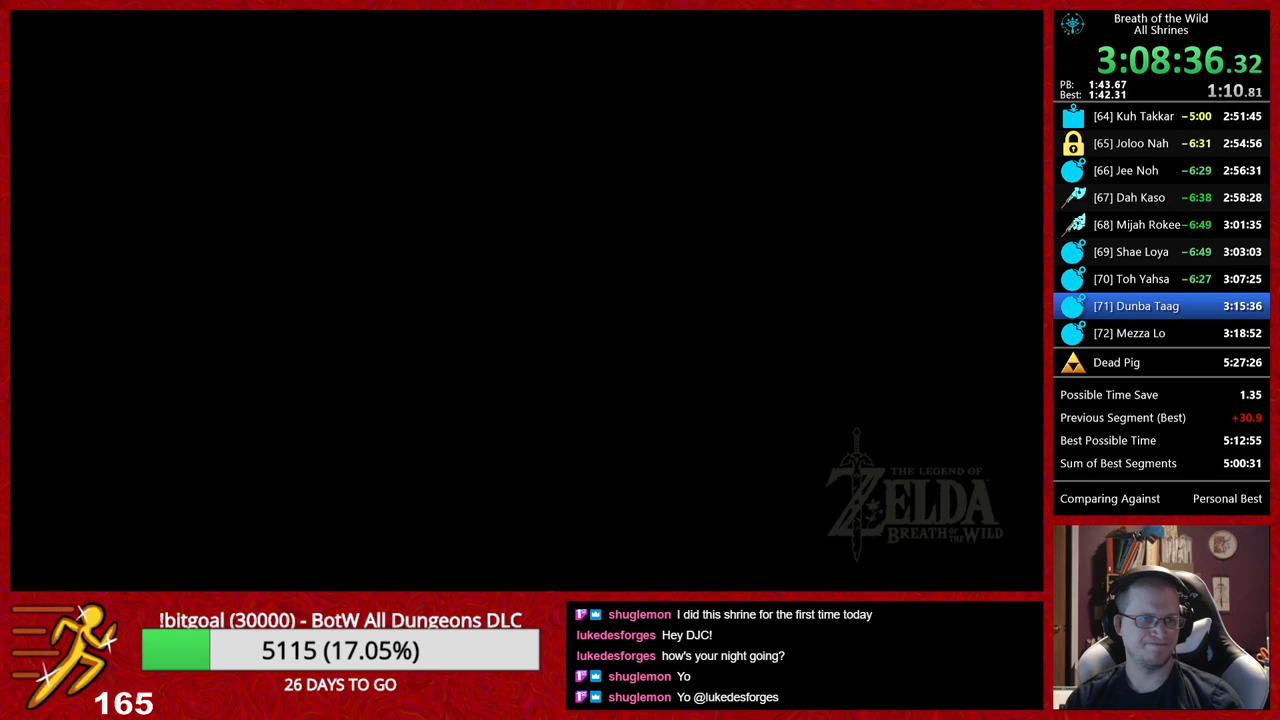 Breath of the Wild
All Shrines
3:08:36.32
PB: 1:43.67
Best: 1:42.31
1:10.81
[64] Kuh Takkar -5:00 2:51:45
[65] Joloo Nah -6:31 2:54:56
[66] Jee Noh -6:29 2:56:31
[67] Dah Kaso -6:38 2:58:28
[68] Mijah Rokee -6:49 3:01:35
[69] Shae Loya -6:49 3:03:03
[70] Toh Yahsa -6:27 3:07:25
[71] Dunba Taag 3:15:36
[72] Mezza Lo 3:18:52
Dead Pig 5:27:26
Possible Time Save 1.35
Previous Segment (Best) +30.9
Best Possible Time 5:12:55
Sum of Best Segments 5:00:31
Comparing Against Personal Best
THE LEGEND OF
ZELDA
BREATH OF THE WILD
!bitgoal (30000) - BotW All Dungeons DLC
5115 (17.05%)
26 DAYS TO GO
165
shuglemon I did this shrine for the first time today
lukedesforges Hey DJC!
lukedesforges how's your night going?
shuglemon Yo
shuglemon Yo @lukedesforges